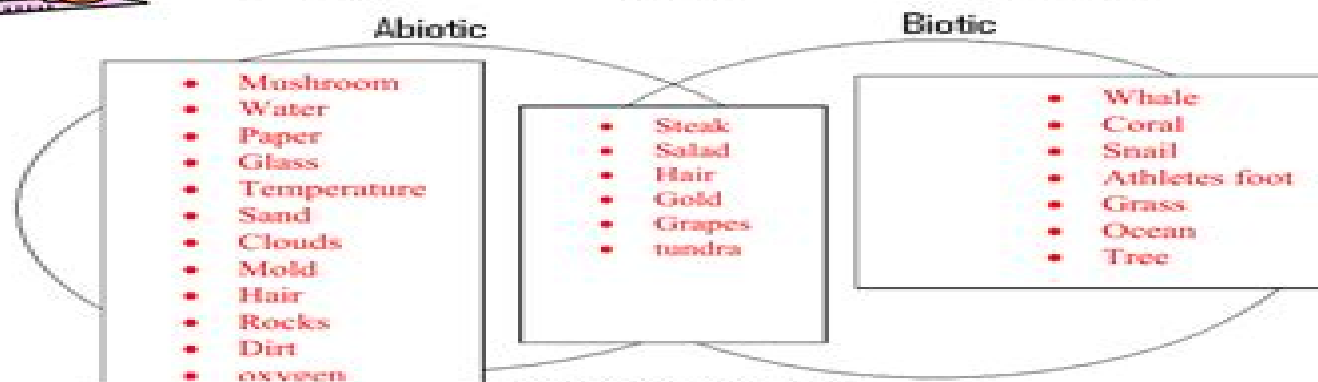 Abiotic
Biotic
• Mushroom
• Water
• Paper
• Glass
• Temperature
• Sand
• Clouds
• Mold
• Hair
• Rocks
• Dirt
• oxygen
• Steak
• Salad
• Hair
• Gold
• Grapes
• tundra
• Whale
• Coral
• Snail
• Athletes foot
• Grass
• Ocean
• Tree